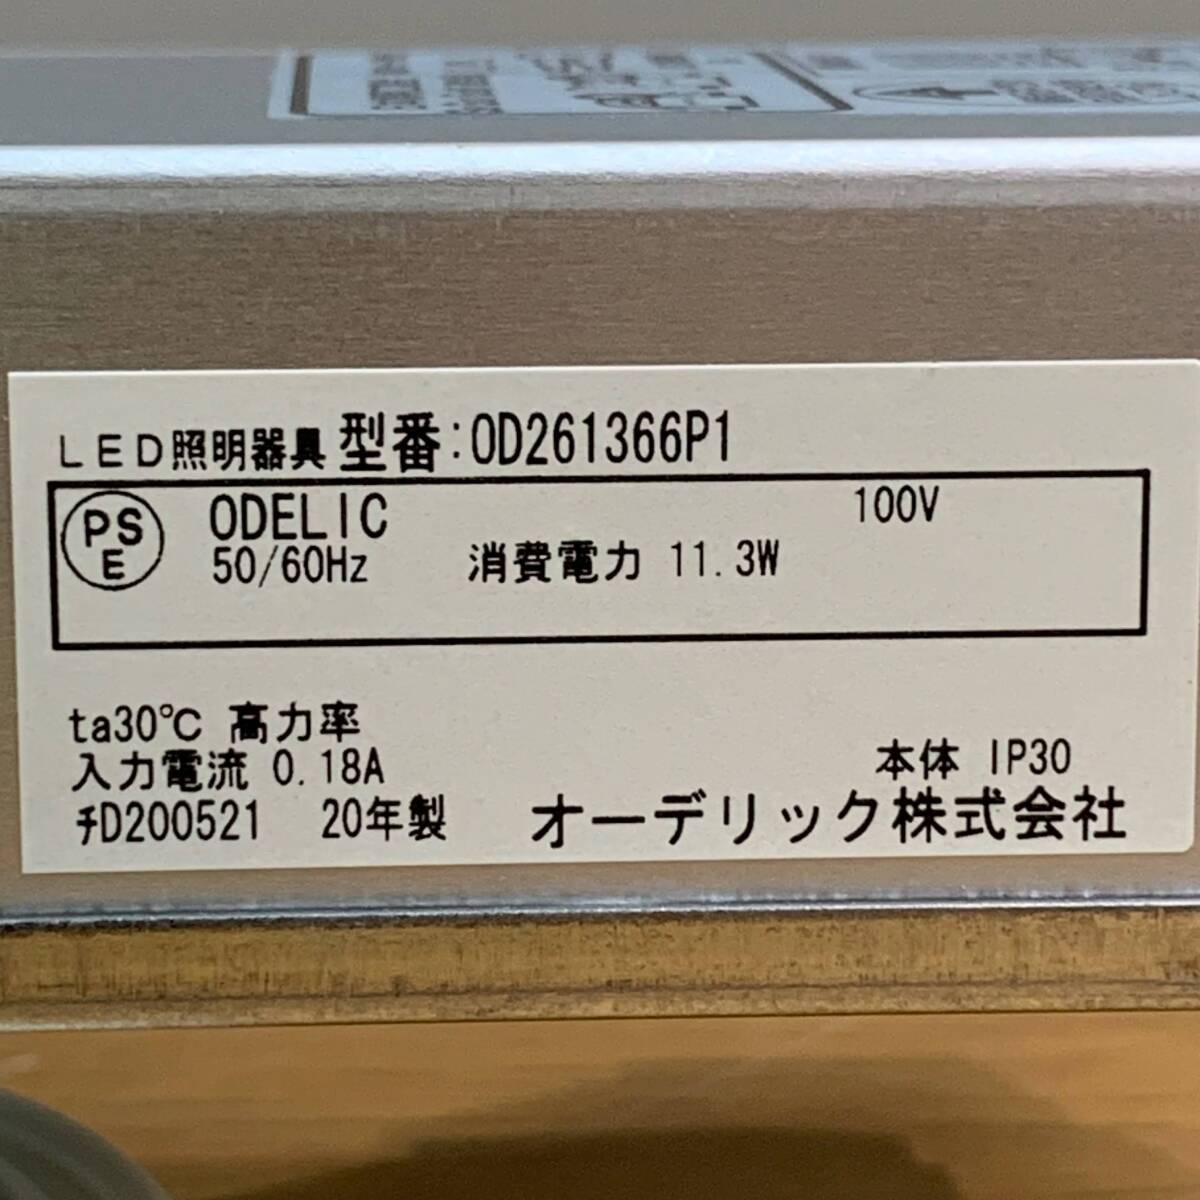 LED照明器具 型番:OD261366P1
PSE ODELIC 100V
50/60Hz 消費電力 11.3W
ta30℃ 高力率
入力電流 0.18A 本体 IP30
チD200521 20年製 オーデリック株式会社